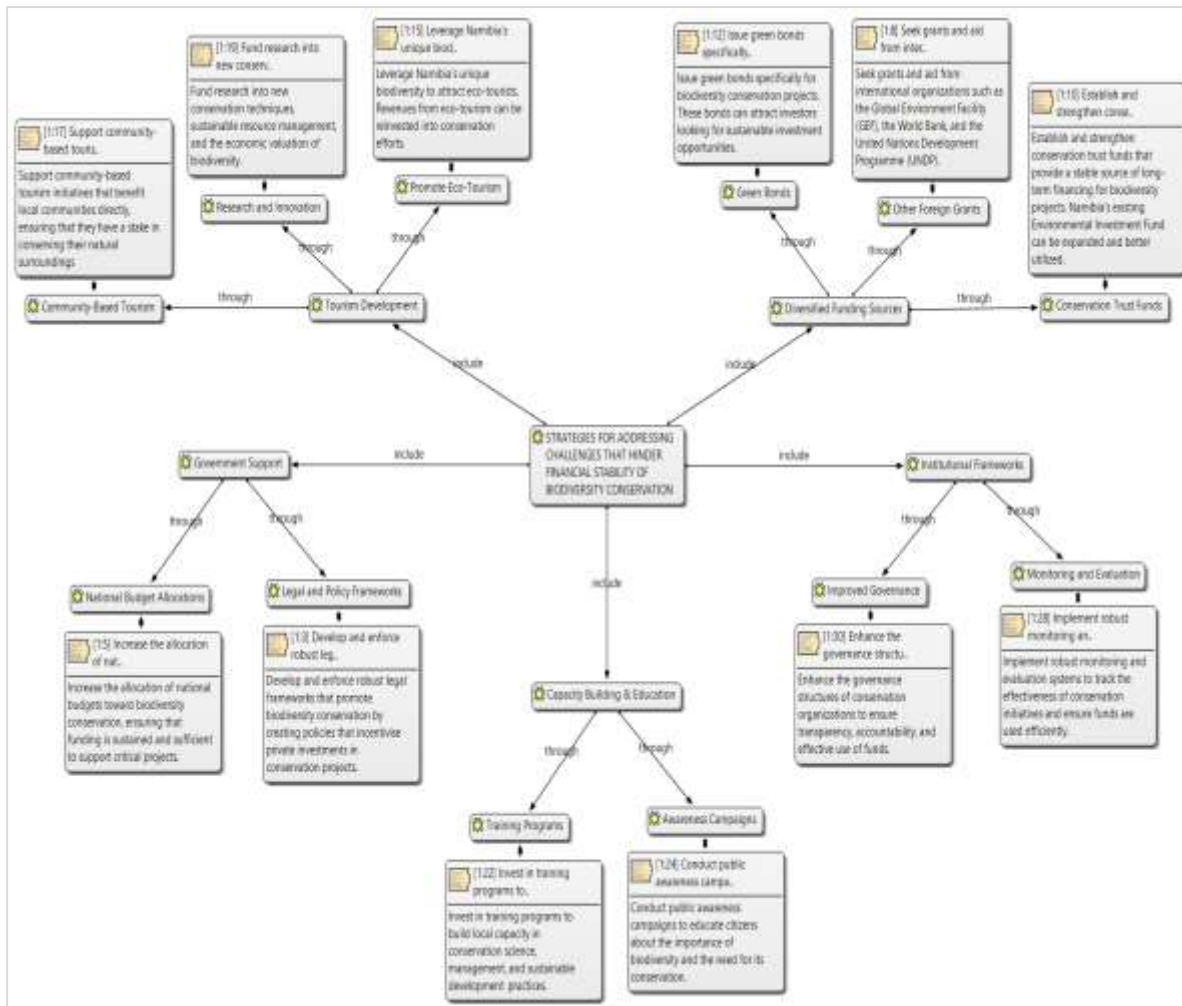 [1:19] Fund research into
new conserv..
Fund research into new
conservation techniques,
sustainable resource management,
and the economic valuation of
biodiversity.
Research and Innovation
[1:15] Leverage Namibia's
unique biod..
Leverage Namibia's unique
biodiversity to attract eco-tourists.
Revenues from eco-tourism can be
reinvested into conservation
efforts.
Promote Eco-Tourism
[1:12] Issue green bonds
specifically..
Issue green bonds specifically for
biodiversity conservation projects.
These bonds can attract investors
looking for sustainable investment
opportunities.
Green Bonds
[1:8] Seek grants and aid
from inter..
Seek grants and aid from
international organizations such as
the Global Environment Facility
(GEF), the World Bank, and the
United Nations Development
Programme (UNDP).
Other Foreign Grants
[1:10] Establish and
strengthen conse..
Establish and strengthen
conservation trust funds that
provide a stable source of long-
term financing for biodiversity
projects. Namibia's existing
Environmental Investment Fund
can be expanded and better
utilized.
Conservation Trust Funds
[1:17] Support community-
based touris..
Support community-based
tourism initiatives that benefit
local communities directly,
ensuring that they have a stake in
conserving their natural
surroundings
Community-Based Tourism
through
through
through
Tourism Development
through
through
through
Diversified Funding Sources
include
include
STRATEGIES FOR ADDRESSING
CHALLENGES THAT HINDER
FINANCIAL STABILITY OF
BIODIVERSITY CONSERVATION
include
include
include
Government Support
through
through
National Budget Allocations
[1:5] Increase the allocation
of nat..
Increase the allocation of national
budgets toward biodiversity
conservation, ensuring that
funding is sustained and sufficient
to support critical projects.
Legal and Policy Frameworks
[1:3] Develop and enforce
robust leg..
Develop and enforce robust legal
frameworks that promote
biodiversity conservation by
creating policies that incentivise
private investments in
conservation projects.
Institutional Frameworks
through
through
Improved Governance
[1:30] Enhance the
governance structu..
Enhance the governance
structures of conservation
organizations to ensure
transparency, accountability, and
effective use of funds.
Monitoring and Evaluation
[1:28] Implement robust
monitoring an..
Implement robust monitoring and
evaluation systems to track the
effectiveness of conservation
initiatives and ensure funds are
used efficiently.
Capacity Building & Education
through
through
Training Programs
[1:22] Invest in training
programs to..
Invest in training programs to
build local capacity in
conservation science,
management, and sustainable
development practices.
Awareness Campaigns
[1:24] Conduct public
awareness campa..
Conduct public awareness
campaigns to educate citizens
about the importance of
biodiversity and the need for its
conservation.